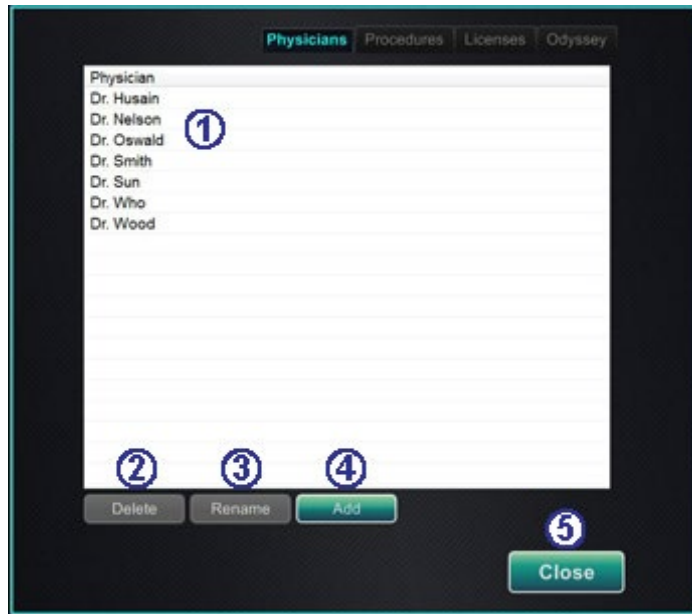 Physicians Procedures Licenses Odyssey
Physician
Dr. Husain
Dr. Nelson
1
Dr. Oswald
Dr. Smith
Dr. Sun
Dr. Who
Dr. Wood
2 3 4
Delete Rename Add
5
Close